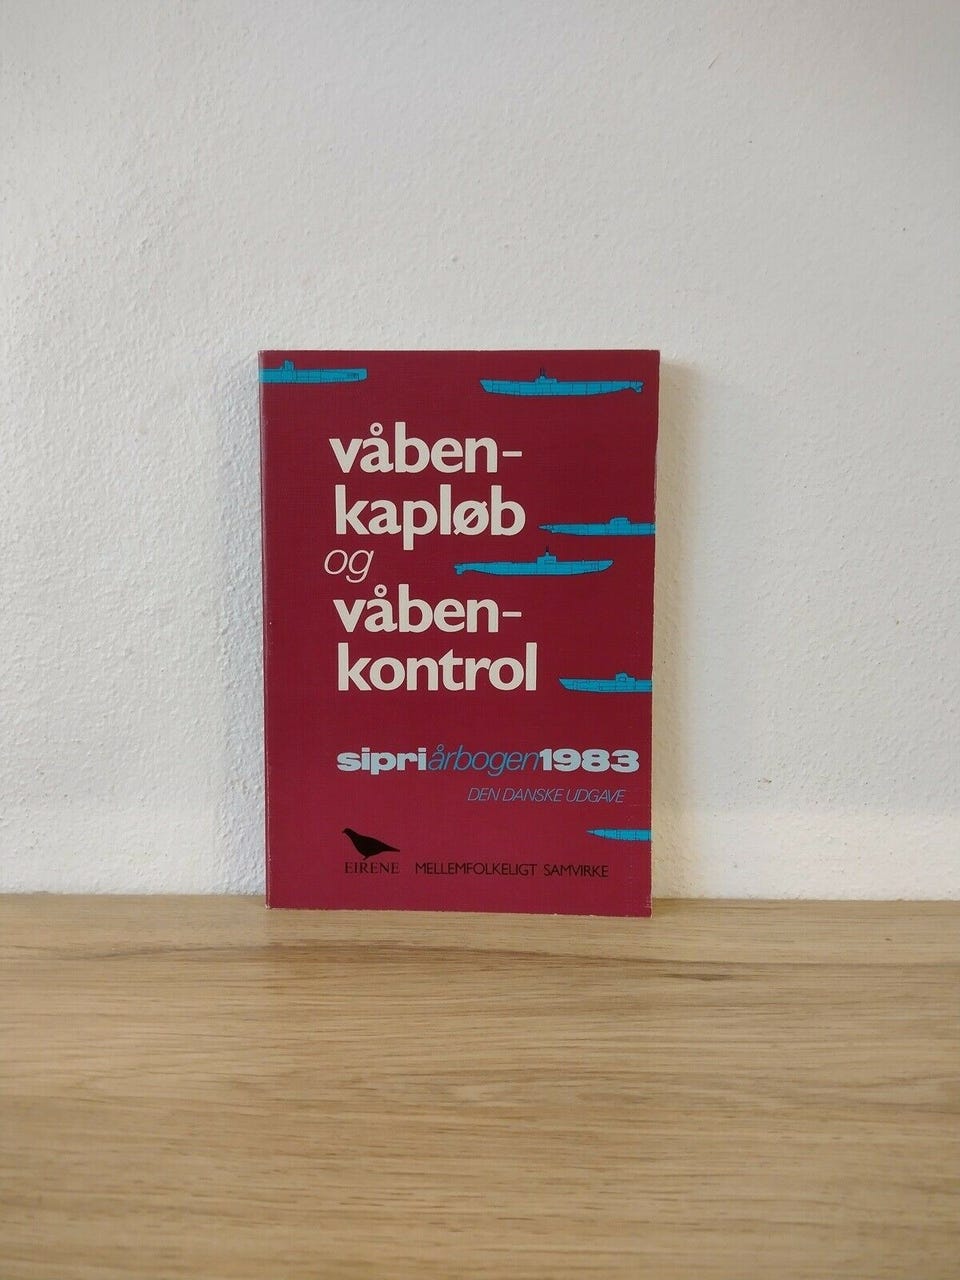 våben-
kapløb
og
våben-
kontrol
sipriårbogen1983
DEN DANSKE UDGAVE
EIRENE MELLEMFOLKELIGT SAMVIRKE